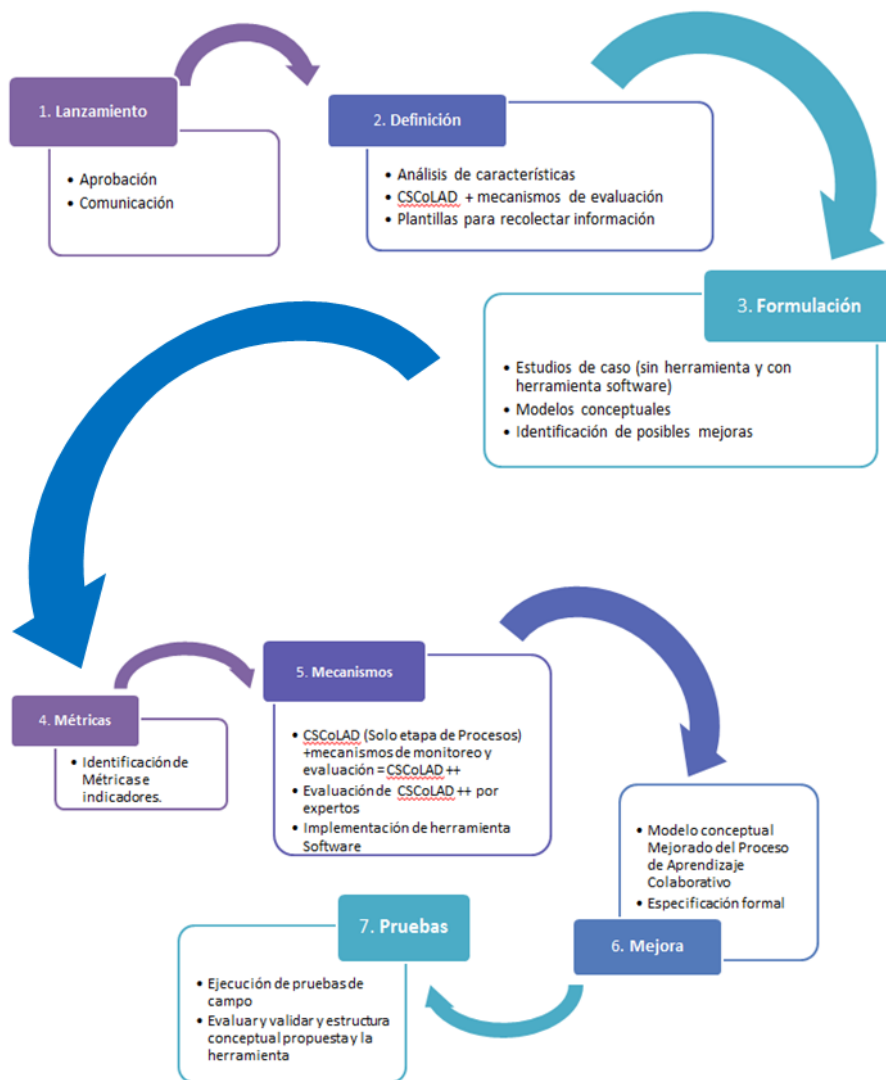 1. Lanzamiento
• Aprobación
• Comunicación
2. Definición
• Análisis de características
• CSCoLAD + mecanismos de evaluación
• Plantillas para recolectar información
3. Formulación
• Estudios de caso (sin herramienta y con
herramienta software)
• Modelos conceptuales
• Identificación de posibles mejoras
4. Métricas
• Identificación de
Métricas e
indicadores.
5. Mecanismos
• CSCoLAD (Solo etapa de Procesos)
+mecanismos de monitoreo y
evaluación = CSCoLAD ++
• Evaluación de CSCoLAD ++ por
expertos
• Implementación de herramienta
Software
• Modelo conceptual
Mejorado del Proceso
de Aprendizaje
Colaborativo
• Especificación formal
6. Mejora
7. Pruebas
• Ejecución de pruebas de
campo
• Evaluar y validar y estructura
conceptual propuesta y la
herramienta